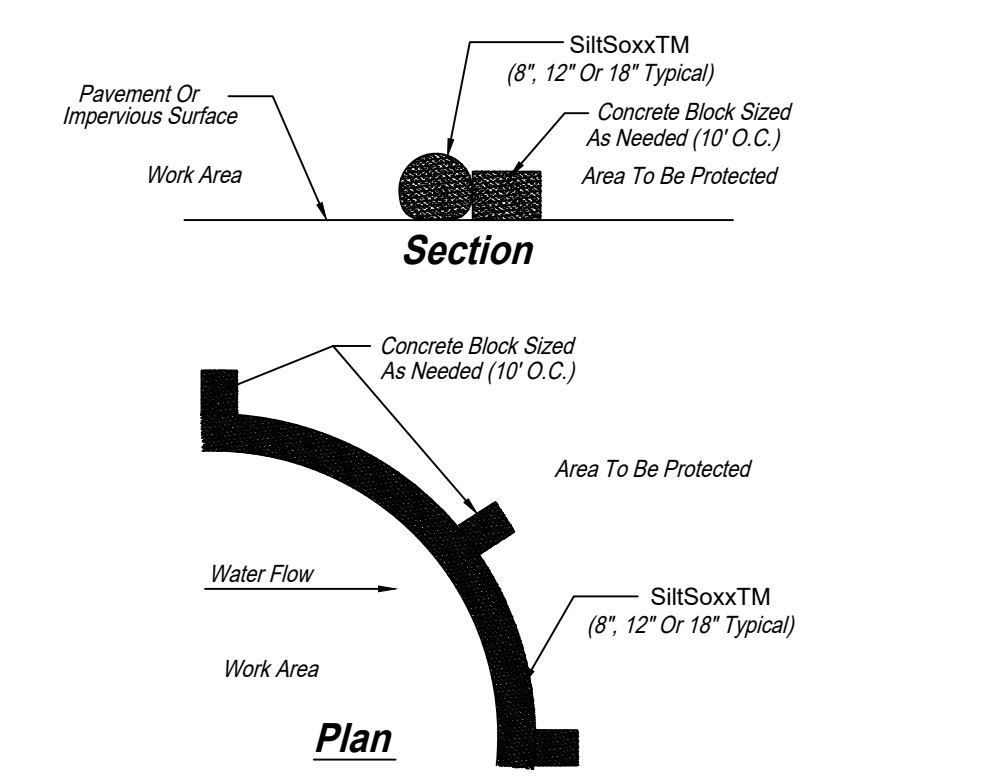 SiltSoxxTM
(8", 12" Or 18" Typical)
Pavement Or
Impervious Surface
Concrete Block Sized
As Needed (10' O.C.)
Work Area
Area To Be Protected
Section
Concrete Block Sized
As Needed (10' O.C.)
Area To Be Protected
Water Flow
SiltSoxxTM
(8", 12" Or 18" Typical)
Work Area
Plan